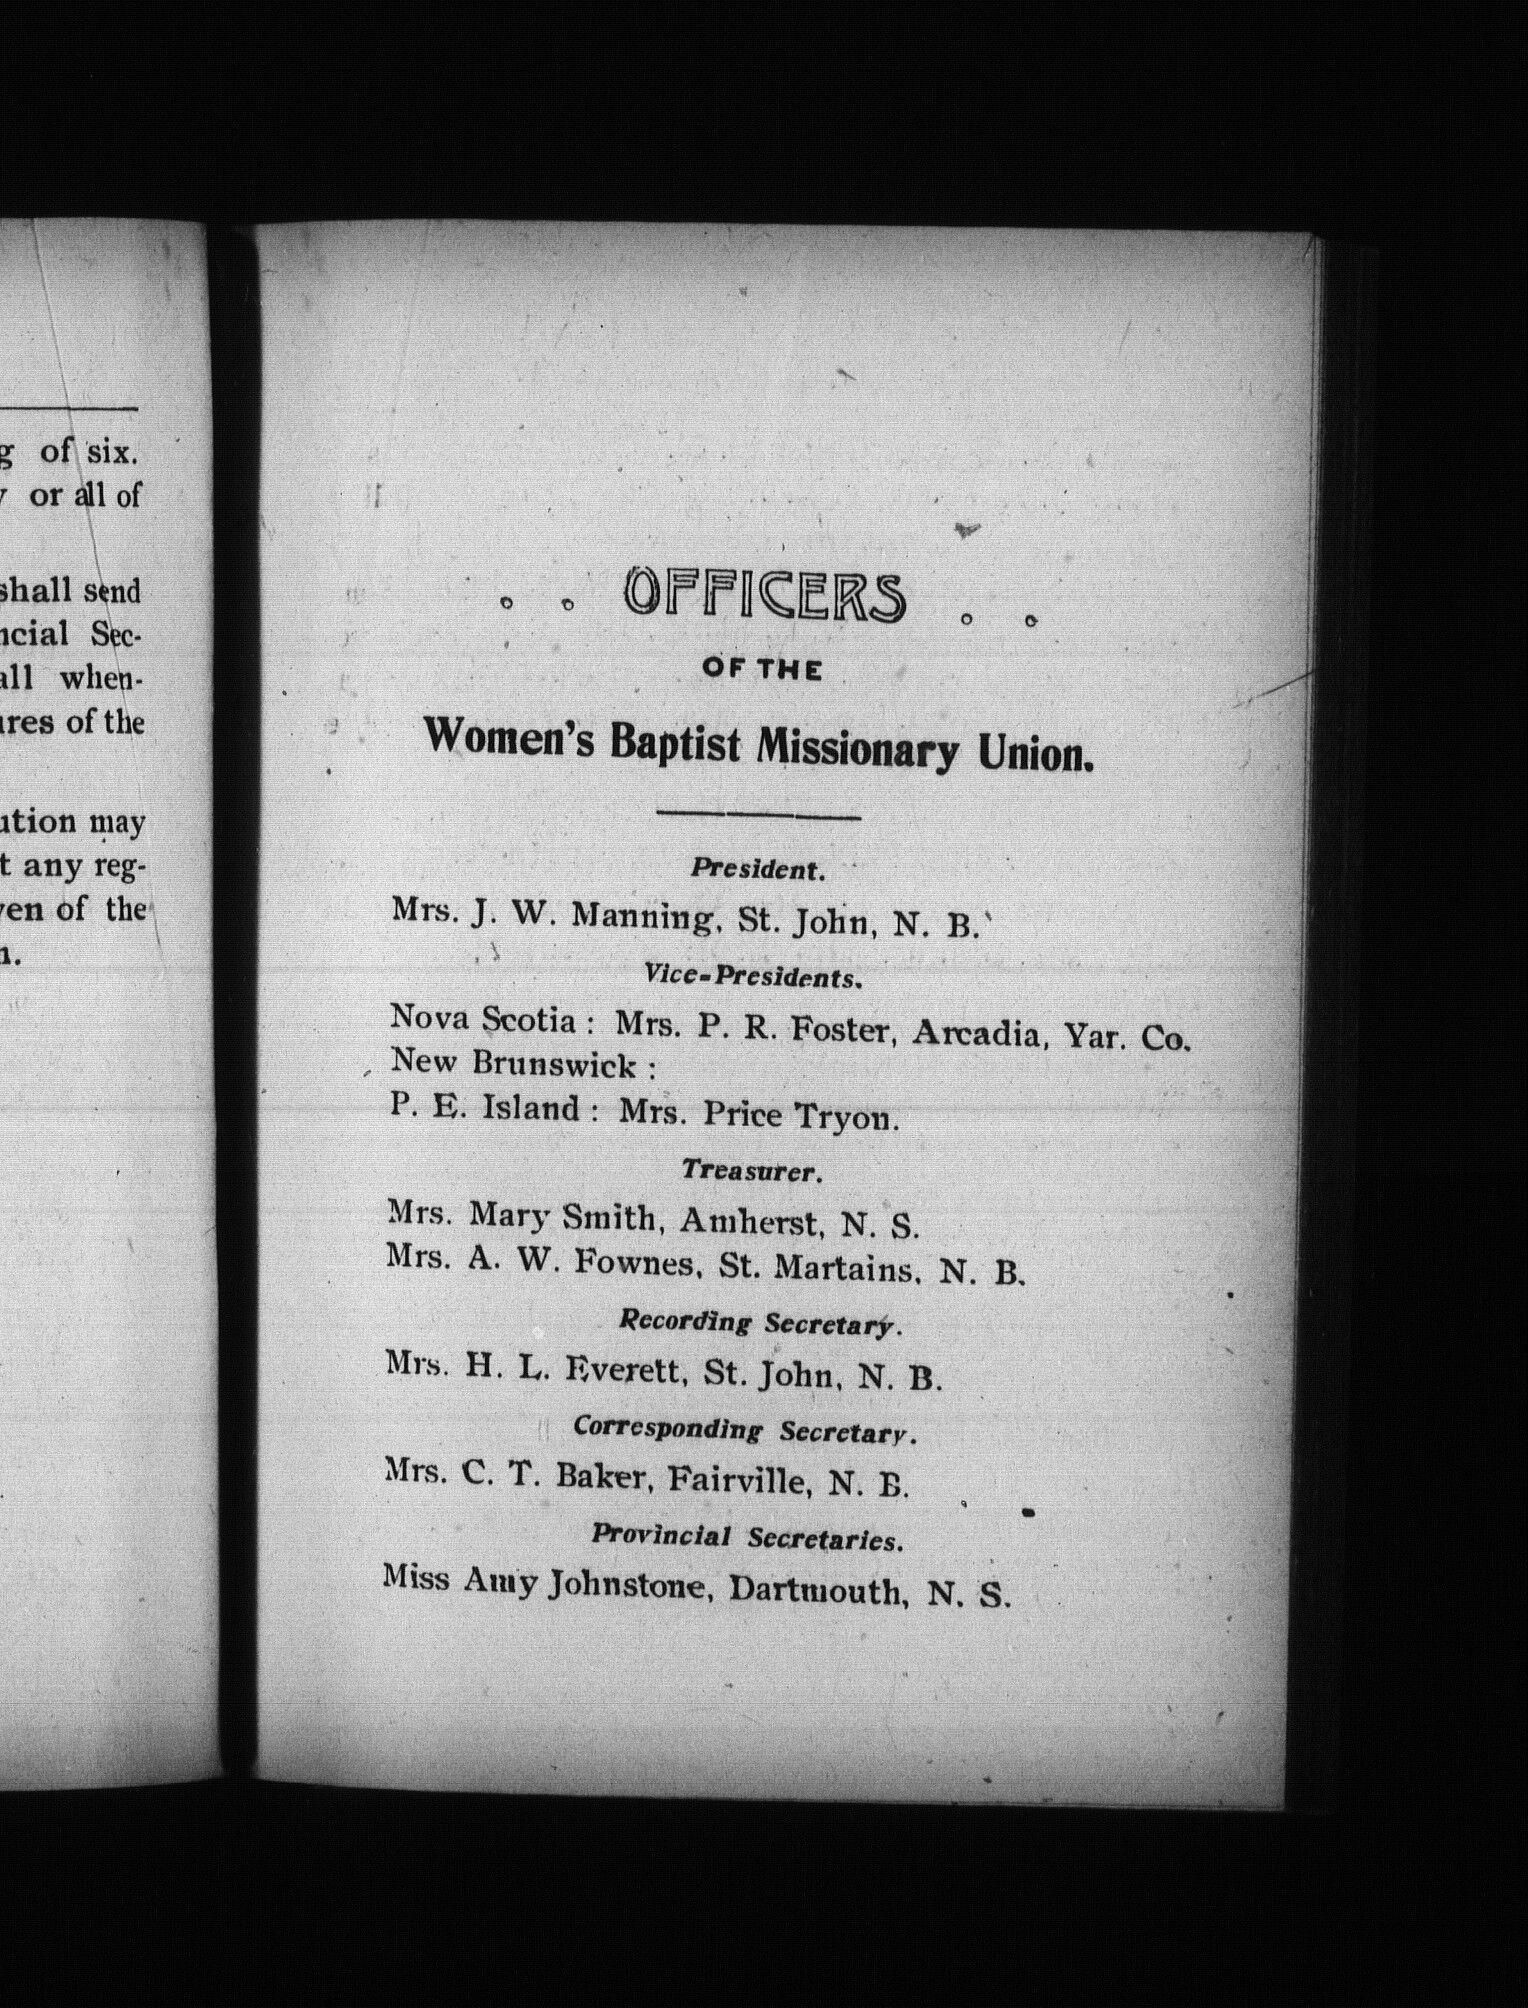 g of six.
or all of
shall send
ncial Sec-
all when-
ures of the
ution may
t any reg-
ven of the
n.
OFFICERS
OF THE
Women's Baptist Missionary Union.
President.
Mrs. J. W. Manning, St. John, N. B.
Vice-Presidents.
Nova Scotia : Mrs. P. R. Foster, Arcadia, Yar. Co.
New Brunswick :
P. E. Island : Mrs. Price Tryon.
Treasurer.
Mrs. Mary Smith, Amherst, N. S.
Mrs. A. W. Fownes, St. Martains, N. B.
Recording Secretary.
Mrs. H. L. Everett, St. John, N. B.
Corresponding Secretary.
Mrs. C. T. Baker, Fairville, N. B.
Provincial Secretaries.
Miss Amy Johnstone, Dartmouth, N. S.